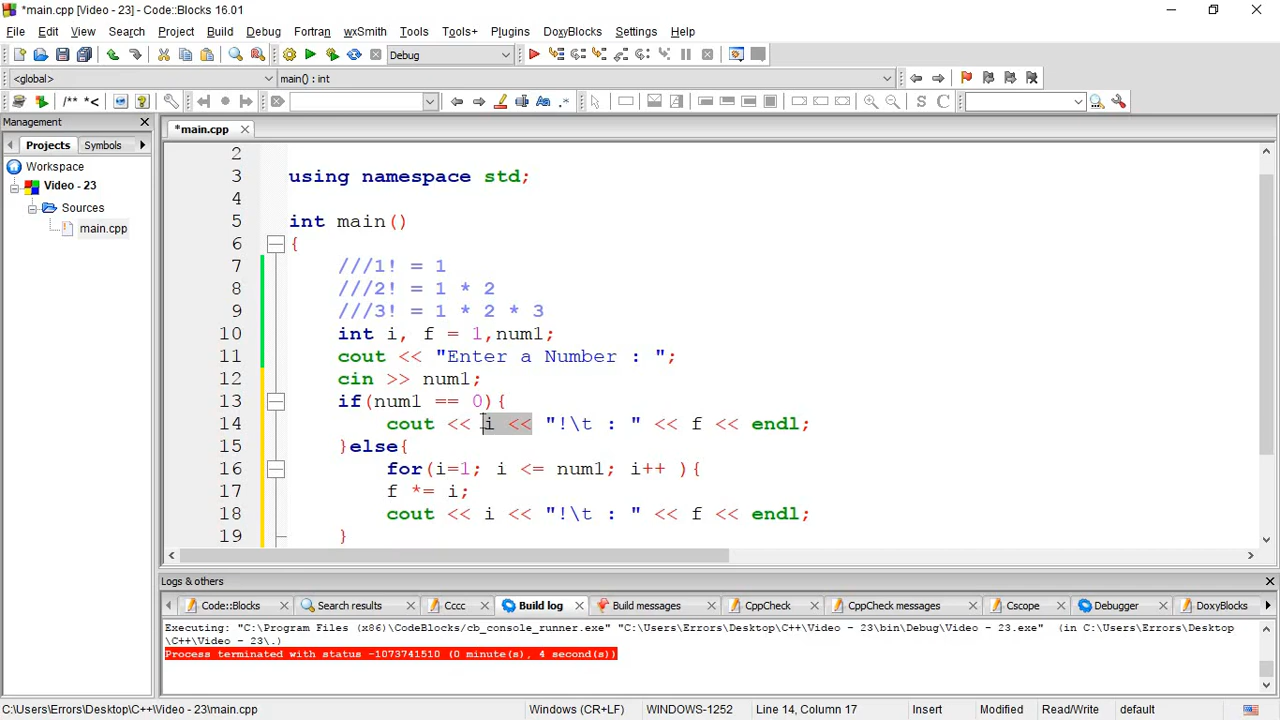 *main.cpp [Video - 23] - Code::Blocks 16.01
File Edit View Search Project Build Debug Fortran wxSmith Tools Tools+ Plugins DoxyBlocks Settings Help
Debug
<global> main() : int
/** *< Aa .* S C
Management
Projects Symbols
Workspace
Video - 23
Sources
main.cpp
*main.cpp
2
3 using namespace std;
4
5 int main()
6 {
7 ///1! = 1
8 ///2! = 1 * 2
9 ///3! = 1 * 2 * 3
10 int i, f = 1,num1;
11 cout << "Enter a Number : ";
12 cin >> num1;
13 if(num1 == 0){
14 cout << i << "!\t : " << f << endl;
15 }else{
16 for(i=1; i <= num1; i++ ){
17 f *= i;
18 cout << i << "!\t : " << f << endl;
19 }
Logs & others
Code::Blocks Search results Cccc Build log Build messages CppCheck CppCheck messages Cscope Debugger DoxyBlocks
Executing: "C:\Program Files (x86)\CodeBlocks/cb_console_runner.exe" "C:\Users\Errors\Desktop\C++\Video - 23\bin\Debug\Video - 23.exe" (in C:\Users\Errors\Desktop
\C++\Video - 23\.)
Process terminated with status -1073741510 (0 minute(s), 4 second(s))
C:\Users\Errors\Desktop\C++\Video - 23\main.cpp Windows (CR+LF) WINDOWS-1252 Line 14, Column 17 Insert Modified Read/Write default